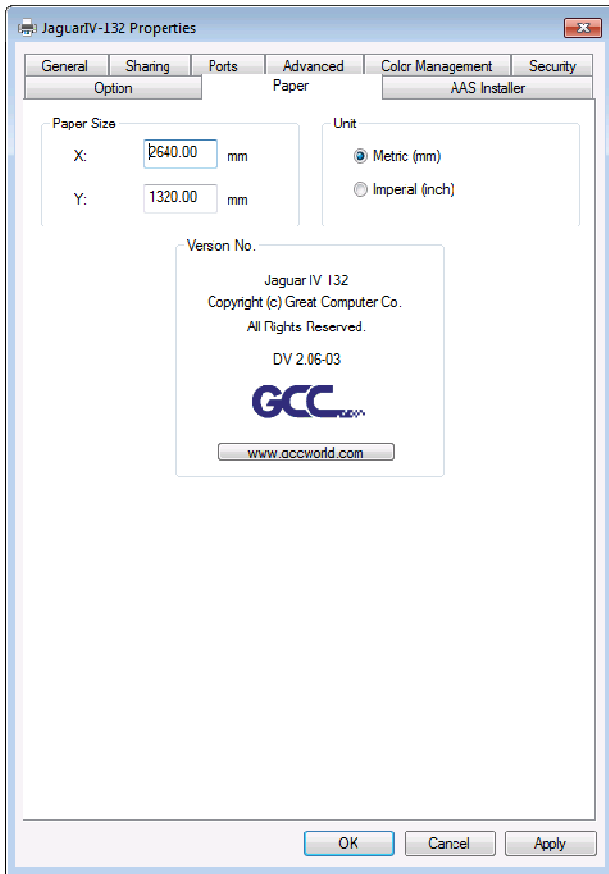 JaguarIV-132 Properties
General Sharing Ports Advanced Color Management Security
Option Paper AAS Installer
Paper Size
X: 2640.00 mm
Y: 1320.00 mm
Unit
Metric (mm)
Imperal (inch)
Verson No.
Jaguar IV 132
Copyright (c) Great Computer Co.
All Rights Reserved.
DV 2.06-03
GCC
www.gccworld.com
OK Cancel Apply